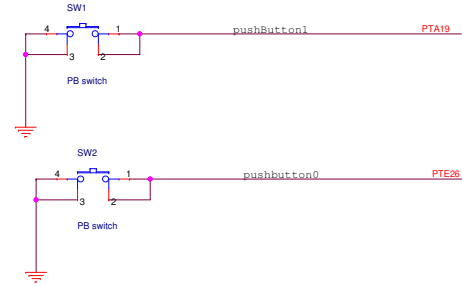 SW1
4 1 pushButton1 PTA19
3 2
PB switch
SW2
4 1 pushbutton0 PTE26
3 2
PB switch